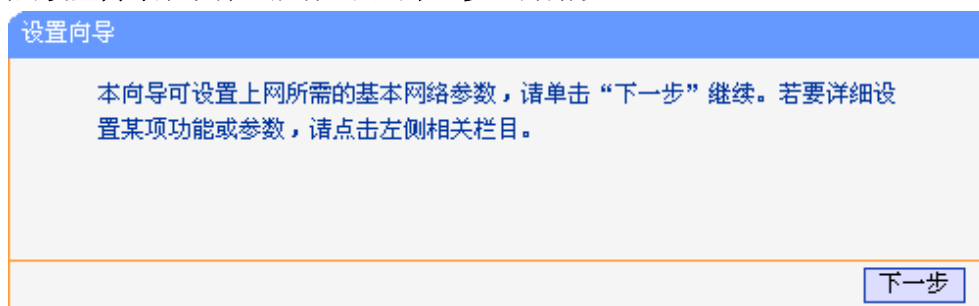 设置向导
本向导可设置上网所需的基本网络参数，请单击“下一步”继续。若要详细设
置某项功能或参数，请点击左侧相关栏目。
下一步